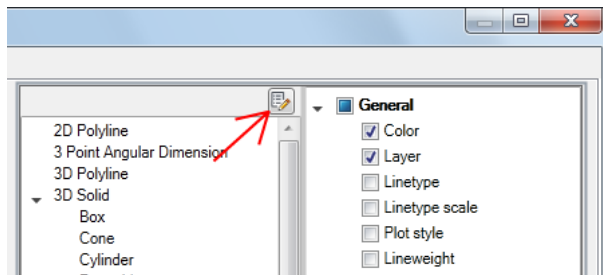 2D Polyline
3 Point Angular Dimension
3D Polyline
3D Solid
Box
Cone
Cylinder
General
Color
Layer
Linetype
Linetype scale
Plot style
Lineweight